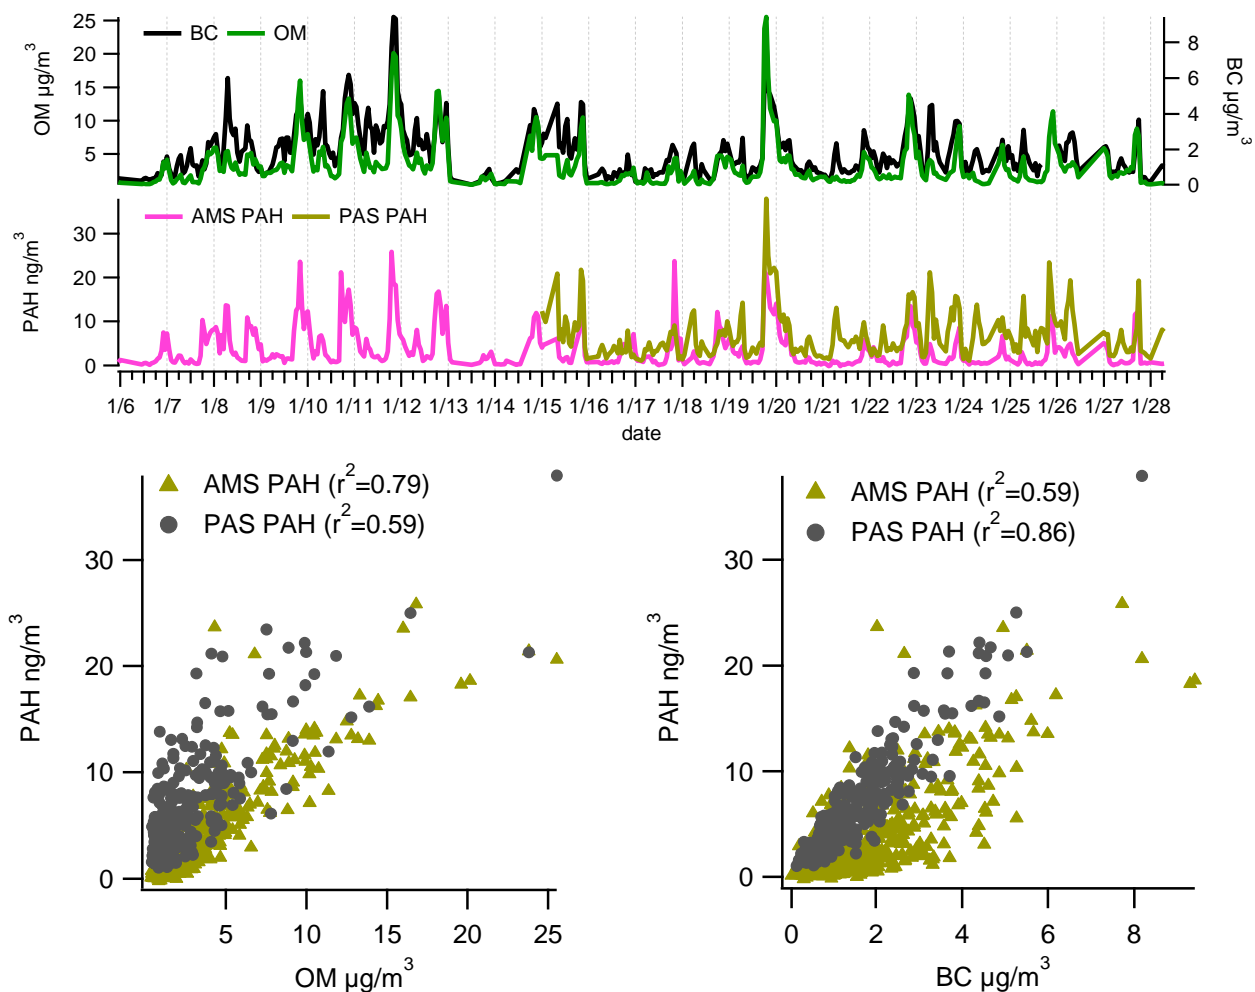 BC OM
OM µg/m³
25
20
15
10
5
BC µg/m³
8
6
4
2
0
AMS PAH PAS PAH
PAH ng/m³
30
20
10
0
1/6 1/7 1/8 1/9 1/10 1/11 1/12 1/13 1/14 1/15 1/16 1/17 1/18 1/19 1/20 1/21 1/22 1/23 1/24 1/25 1/26 1/27 1/28
date
AMS PAH (r²=0.79)
PAS PAH (r²=0.59)
PAH ng/m³
30
20
10
0
5 10 15 20 25
OM µg/m³
AMS PAH (r²=0.59)
PAS PAH (r²=0.86)
PAH ng/m³
30
20
10
0
0 2 4 6 8
BC µg/m³